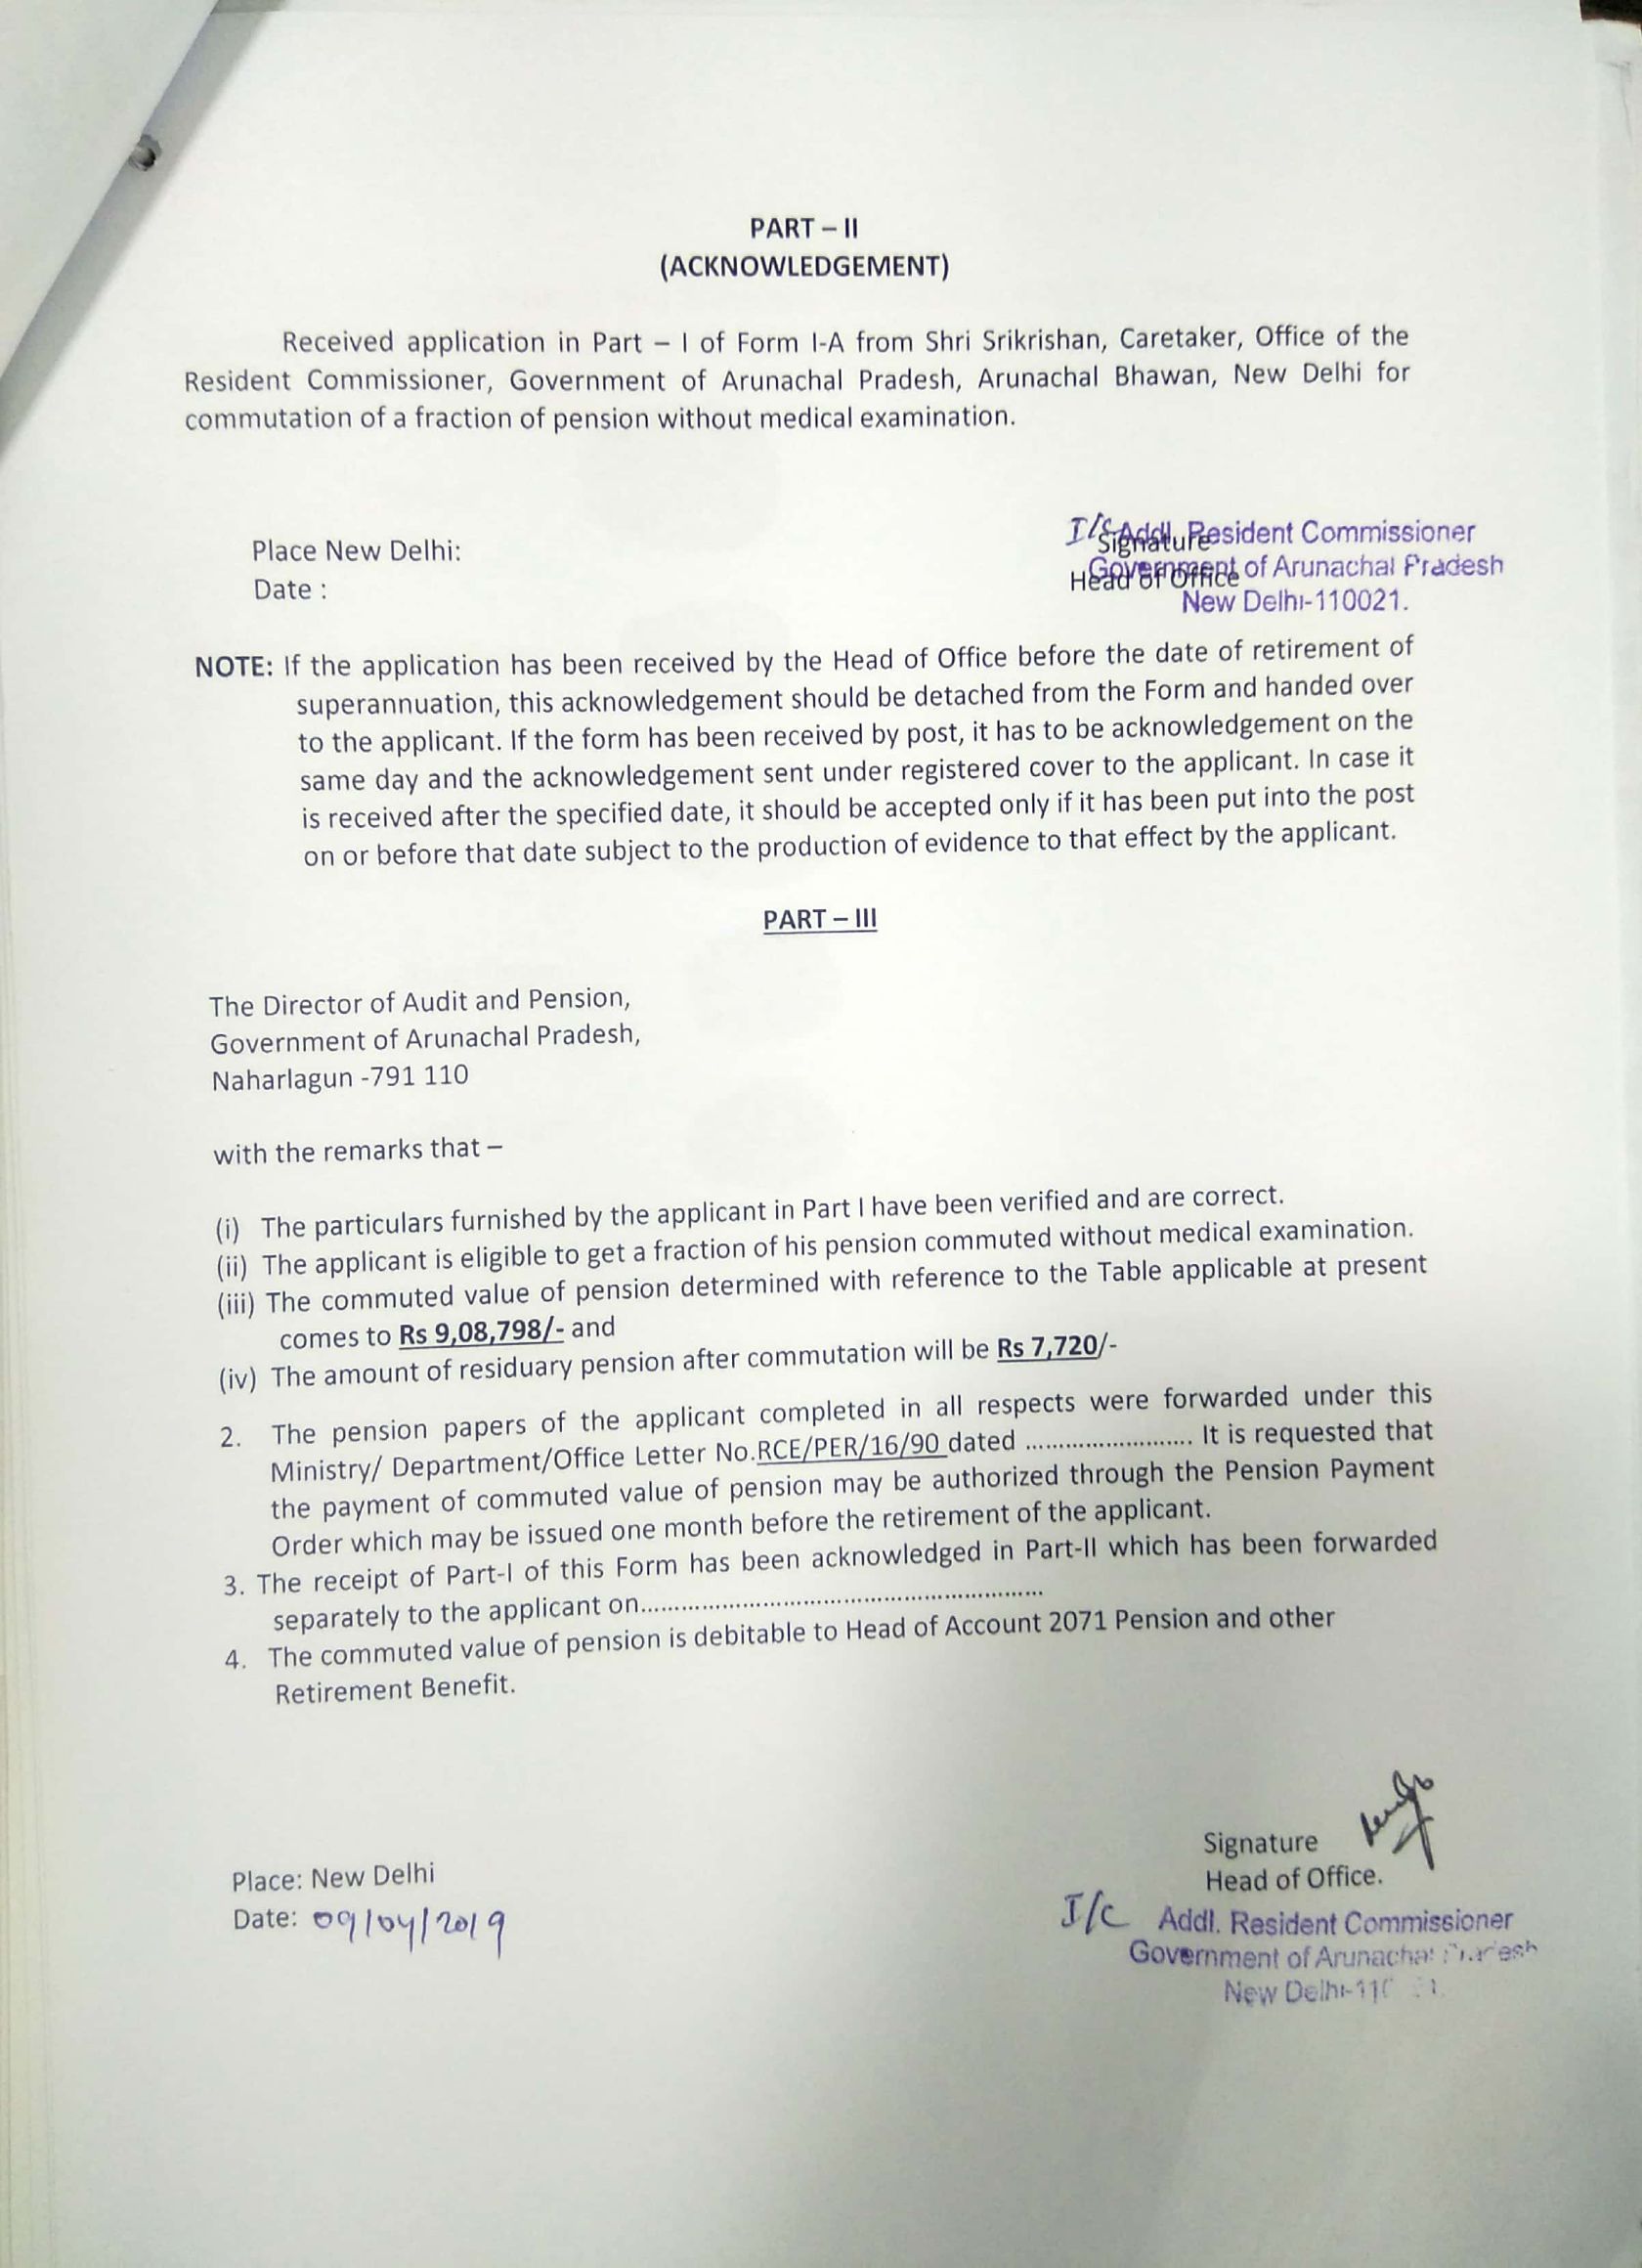 PART – II
(ACKNOWLEDGEMENT)
Received application in Part – I of Form I-A from Shri Srikrishan, Caretaker, Office of the
Resident Commissioner, Government of Arunachal Pradesh, Arunachal Bhawan, New Delhi for
commutation of a fraction of pension without medical examination.
Place New Delhi:
Date :
Signature
Head of Office
I/C Addl. Resident Commissioner
Government of Arunachal Pradesh
New Delhi-110021.
NOTE: If the application has been received by the Head of Office before the date of retirement of
superannuation, this acknowledgement should be detached from the Form and handed over
to the applicant. If the form has been received by post, it has to be acknowledgement on the
same day and the acknowledgement sent under registered cover to the applicant. In case it
is received after the specified date, it should be accepted only if it has been put into the post
on or before that date subject to the production of evidence to that effect by the applicant.
PART – III
The Director of Audit and Pension,
Government of Arunachal Pradesh,
Naharlagun -791 110
with the remarks that –
(i) The particulars furnished by the applicant in Part I have been verified and are correct.
(ii) The applicant is eligible to get a fraction of his pension commuted without medical examination.
(iii) The commuted value of pension determined with reference to the Table applicable at present
comes to Rs 9,08,798/- and
(iv) The amount of residuary pension after commutation will be Rs 7,720/-
2. The pension papers of the applicant completed in all respects were forwarded under this
Ministry/ Department/Office Letter No.RCE/PER/16/90 dated ........................ It is requested that
the payment of commuted value of pension may be authorized through the Pension Payment
Order which may be issued one month before the retirement of the applicant.
3. The receipt of Part-I of this Form has been acknowledged in Part-II which has been forwarded
separately to the applicant on............................................................
4. The commuted value of pension is debitable to Head of Account 2071 Pension and other
Retirement Benefit.
Place: New Delhi
Date: 09/04/2019
Signature
Head of Office.
I/C Addl. Resident Commissioner
Government of Arunachal Pradesh
New Delhi-